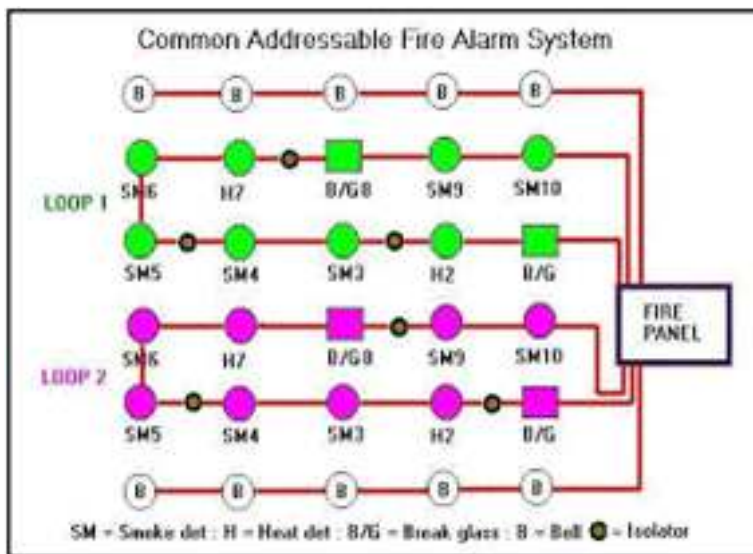 Common Addressable Fire Alarm System
B B B B B
SM6 H7 B/G8 SM9 SM10
LOOP 1
SM5 SM4 SM3 H2 B/G
FIRE
PANEL
SM6 H7 B/G8 SM9 SM10
LOOP 2
SM5 SM4 SM3 H2 B/G
B B B B B
SM = Smoke det : H = Heat det : B/G = Break glass : B = Bell = Isolator